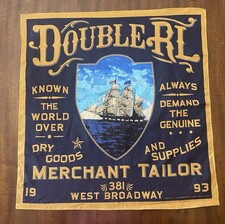 DOUBLE RL
KNOWN
THE
WORLD
OVER
DRY
GOODS
ALWAYS
DEMAND
THE
GENUINE
AND
SUPPLIES
MERCHANT TAILOR
19 381 93
WEST BROADWAY